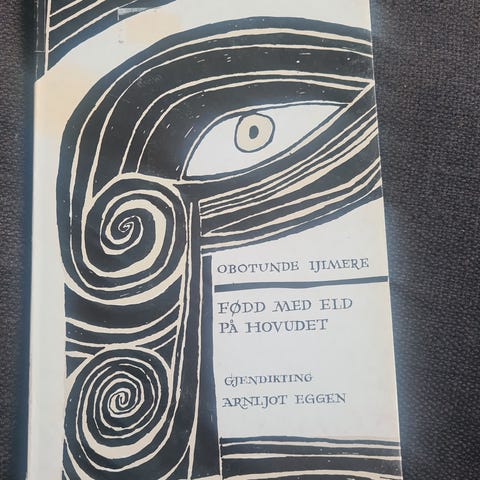 OBOTUNDE IJIMERE
FØDD MED ELD
PÅ HOVUDET
GJENDIKTING
ARNLJOT EGGEN